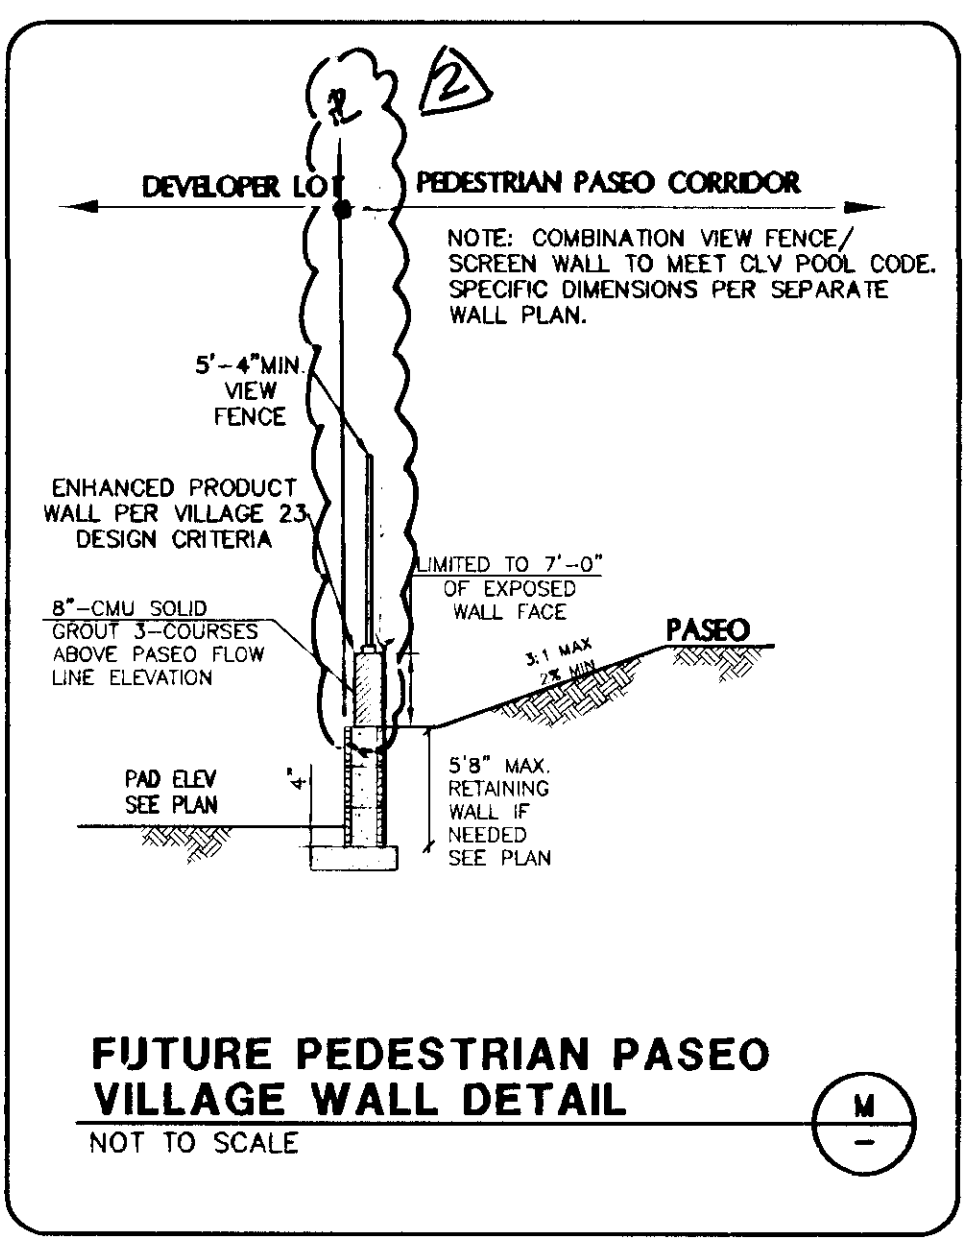 2
DEVELOPER LOT
PEDESTRIAN PASEO CORRIDOR
NOTE: COMBINATION VIEW FENCE/
SCREEN WALL TO MEET CLV POOL CODE.
SPECIFIC DIMENSIONS PER SEPARATE
WALL PLAN.
5'-4"MIN.
VIEW
FENCE
ENHANCED PRODUCT
WALL PER VILLAGE 23
DESIGN CRITERIA
LIMITED TO 7'-0"
OF EXPOSED
WALL FACE
8"-CMU SOLID
GROUT 3-COURSES
ABOVE PASEO FLOW
LINE ELEVATION
PASEO
3:1 MAX
2% MIN
PAD ELEV
SEE PLAN
4"
5'8" MAX.
RETAINING
WALL IF
NEEDED
SEE PLAN
FUTURE PEDESTRIAN PASEO
VILLAGE WALL DETAIL
NOT TO SCALE
M
-